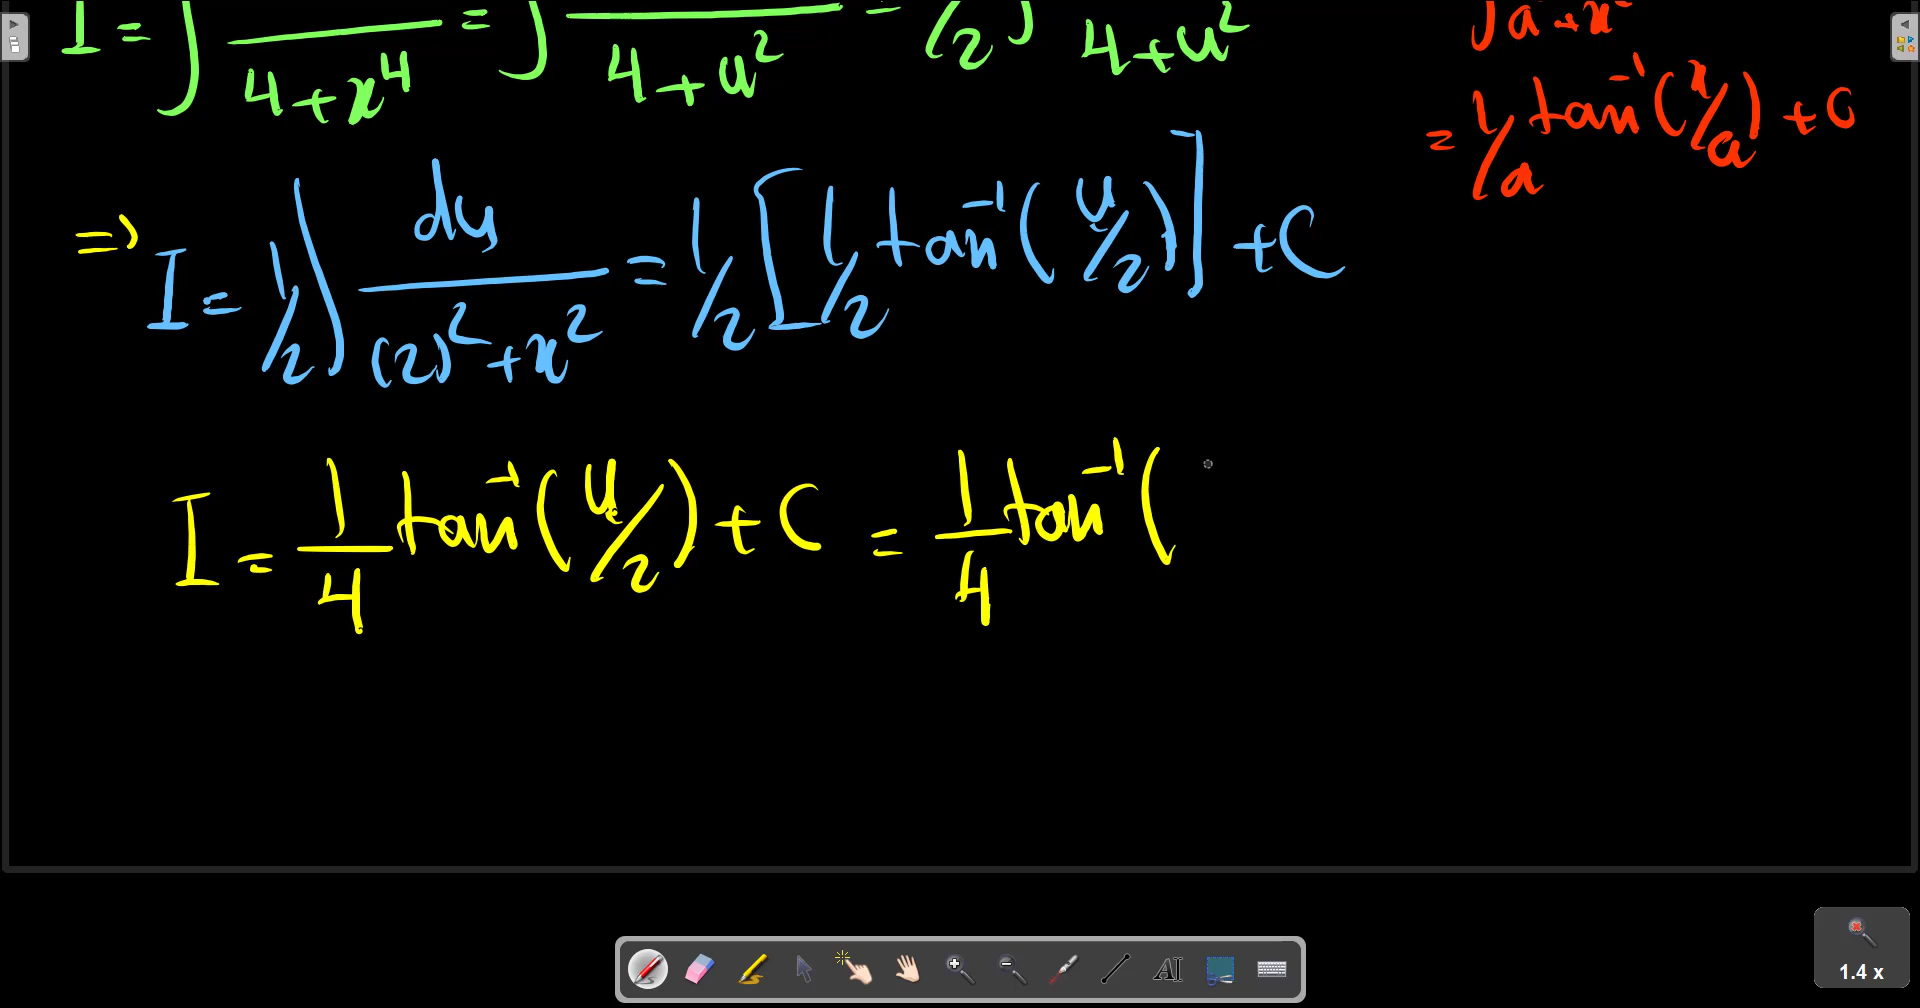 I = ∫ 4+x⁴ = ∫ 4+u² = 1/2 ∫ 4+u²
∫ a²+x²
= 1/a tan⁻¹(x/a) + C
⇒ I = 1/2 ∫ du/((2)²+x²) = 1/2 [1/2 tan⁻¹(u/2)] + C
I = 1/4 tan⁻¹(u/2) + C = 1/4 tan⁻¹(
AI
1.4 x